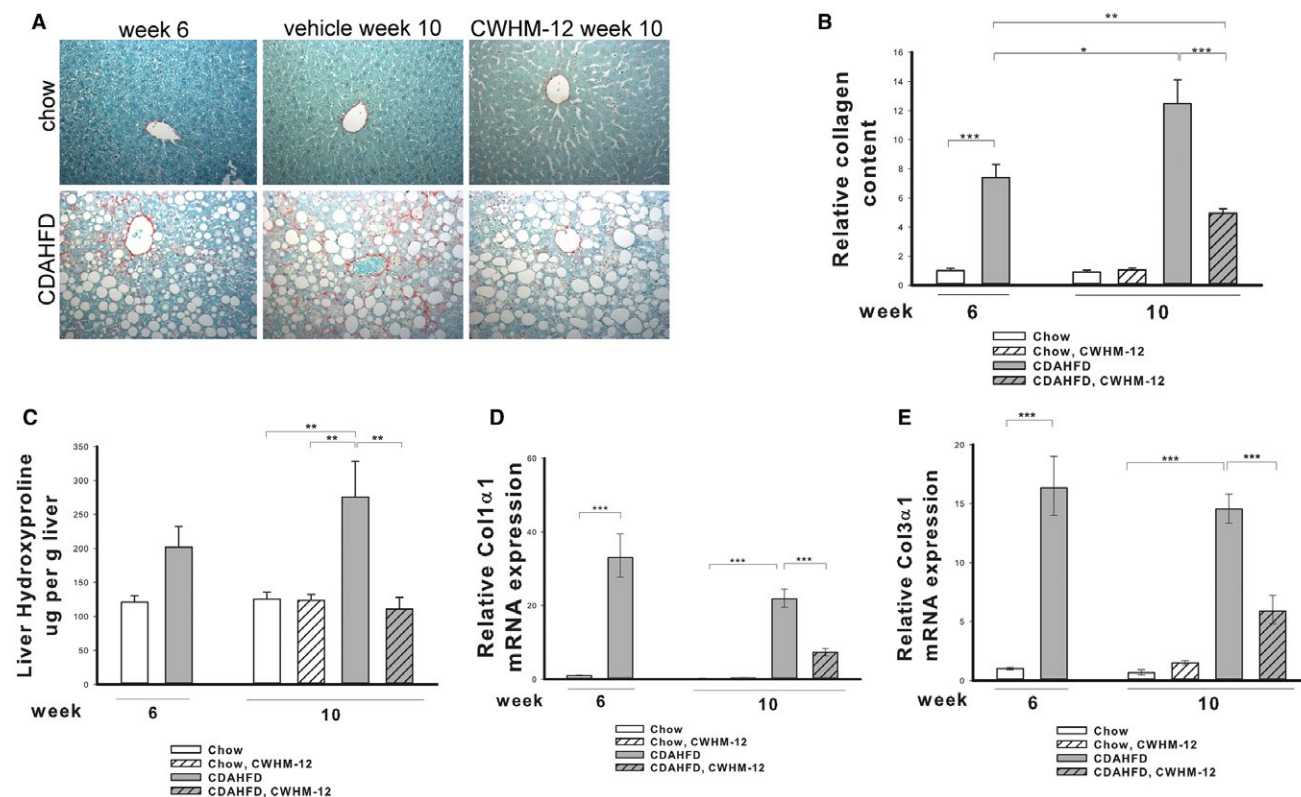 A
week 6
vehicle week 10
CWHM-12 week 10
chow
CDAHFD
B
Relative collagen
content
16
14
12
10
8
6
4
2
0
***
*
**
***
week
6
10
Chow
Chow, CWHM-12
CDAHFD
CDAHFD, CWHM-12
C
Liver Hydroxyproline
ug per g liver
350
300
250
200
150
100
50
0
**
**
**
week
6
10
Chow
Chow, CWHM-12
CDAHFD
CDAHFD, CWHM-12
D
Relative Col1α1
mRNA expression
60
40
20
0
***
***
***
week
6
10
Chow
Chow, CWHM-12
CDAHFD
CDAHFD, CWHM-12
E
Relative Col3α1
mRNA expression
20
15
10
5
0
***
***
***
week
6
10
Chow
Chow, CWHM-12
CDAHFD
CDAHFD, CWHM-12